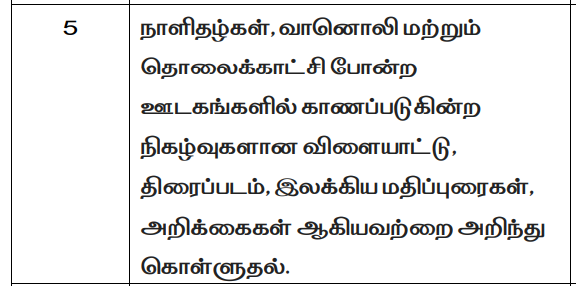 5
நாளிதழ்கள், வானொலி மற்றும்
தொலைக்காட்சி போன்ற
ஊடகங்களில் காணப்படுகின்ற
நிகழ்வுகளான விளையாட்டு,
திரைப்படம், இலக்கிய மதிப்புரைகள்,
அறிக்கைகள் ஆகியவற்றை அறிந்து
கொள்ளுதல்.